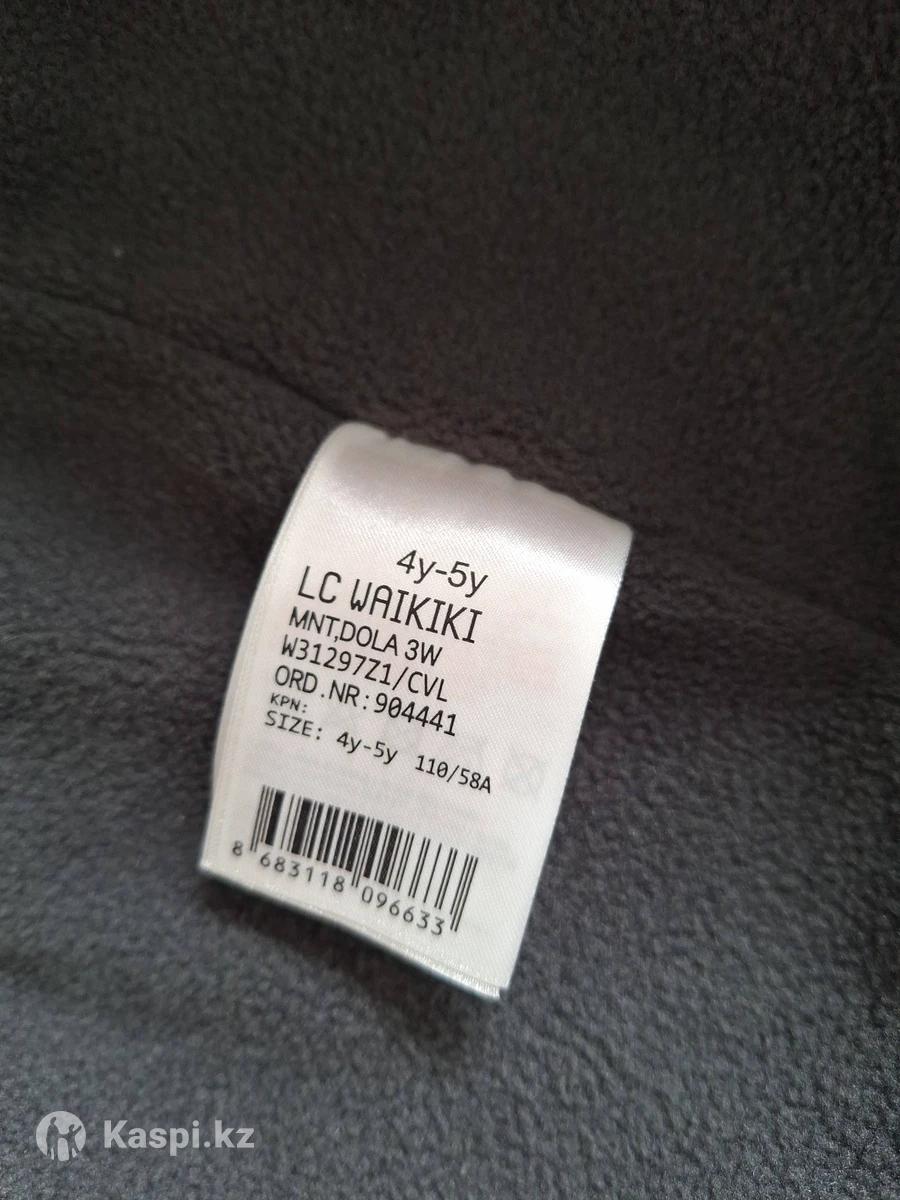 4y-5y
LC WAIKIKI
MNT,DOLA 3W
W31297Z1/CVL
ORD.NR:904441
KPN:
SIZE: 4y-5y 110/58A
8 683118 096633
Kaspi.kz